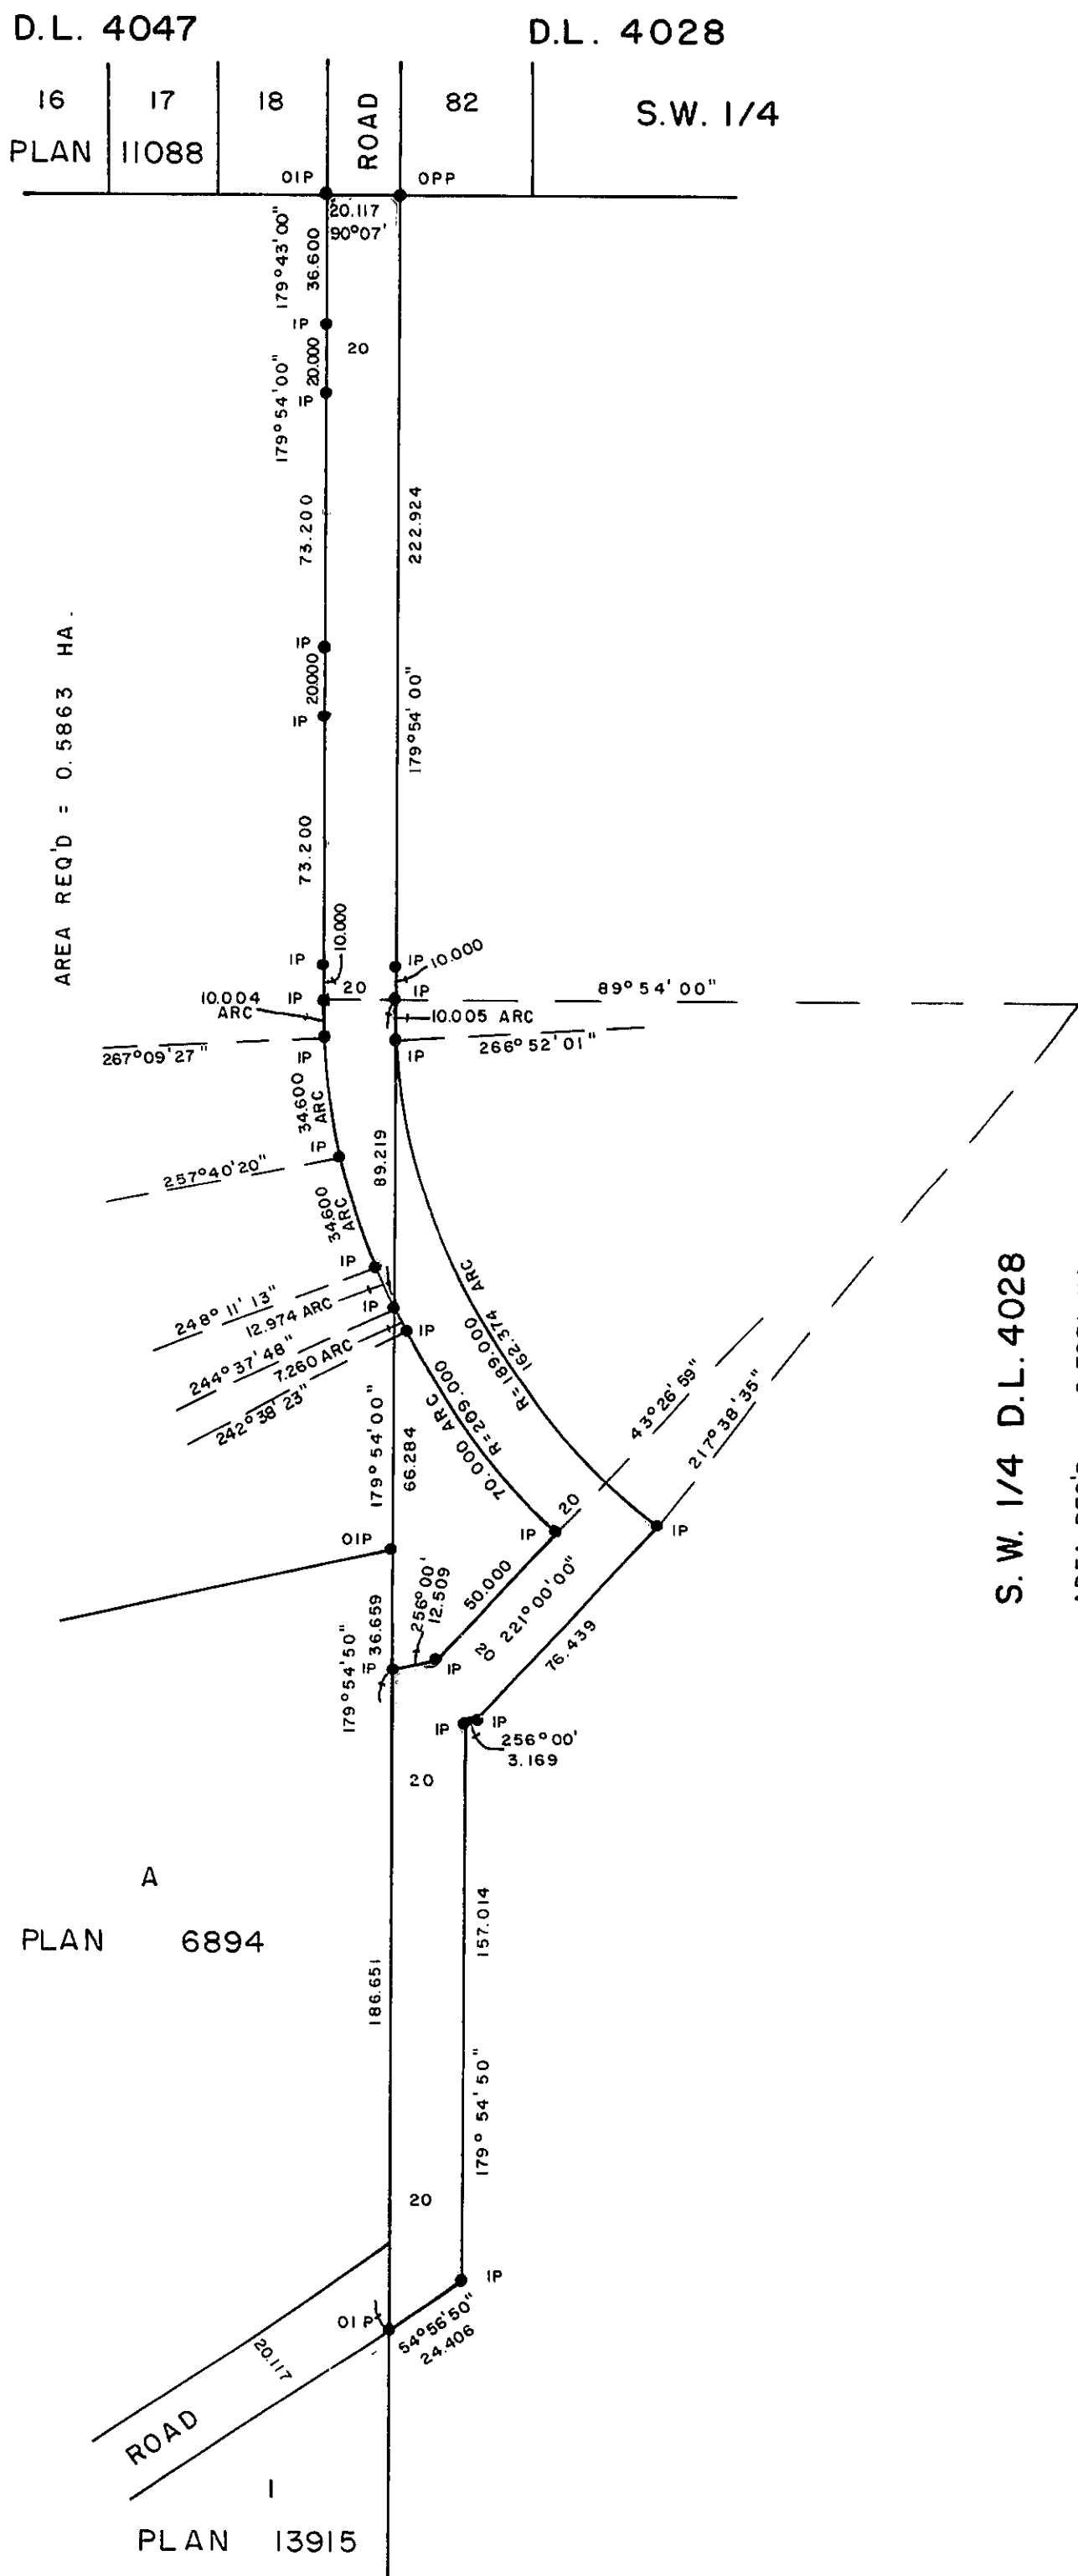 D.L. 4047
D.L. 4028
16
17
18
ROAD
82
S.W. 1/4
PLAN
11088
OIP
OPP
20.117
90°07'
179°43'00"
36.600
IP
20
20.000
179°54'00"
IP
73.200
222.924
AREA REQ'D = 0.5863 HA.
IP
20.000
IP
179°54'00"
73.200
10.000
IP
IP
10.000
IP
20
IP
89°54'00"
10.004
ARC
10.005 ARC
267°09'27"
IP
IP
266°52'01"
34.600
ARC
89.219
IP
257°40'20"
34.600
ARC
IP
248°11'13"
12.974 ARC
IP
244°37'48"
7.260 ARC
IP
242°38'23"
R=189.000
162.374 ARC
R=209.000
70.000 ARC
43°26'59"
217°38'35"
S.W. 1/4 D.L. 4028
179°54'00"
66.284
20
IP
IP
OIP
50.000
256°00'
12.509
221°00'00"
20
76.439
179°54'50"
36.659
IP
IP
IP
IP
256°00'
3.169
20
A
PLAN 6894
157.014
186.651
179°54'50"
20
IP
OIP
54°56'50"
24.406
20.117
ROAD
1
PLAN 13915